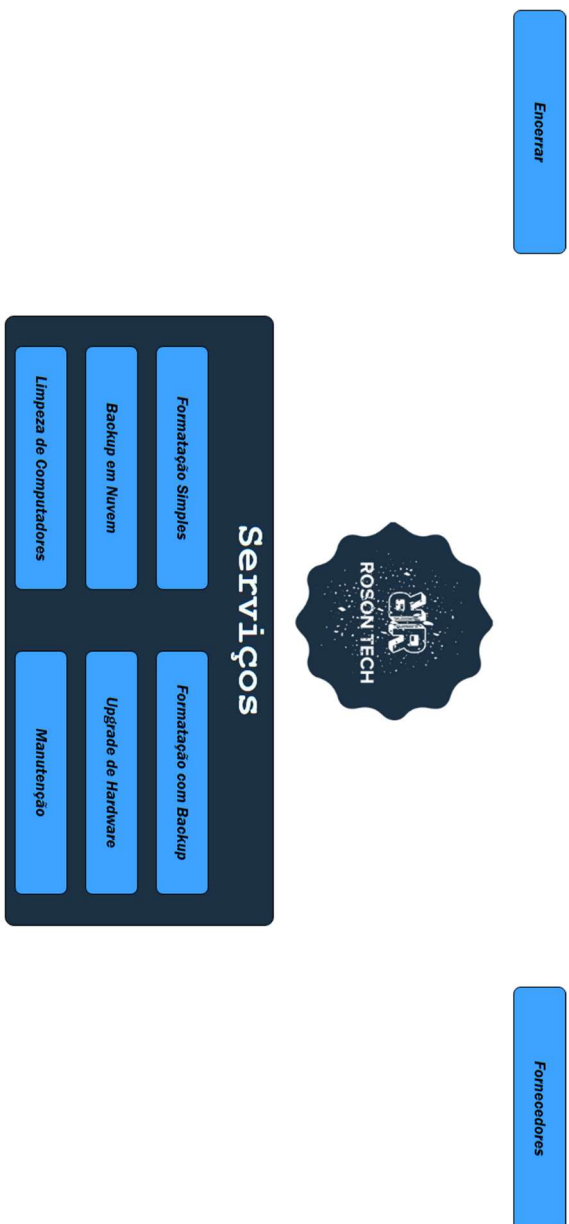 Encerrar
Fornecedores
ROSÓN TECH
Serviços
Formatação Simples
Formatação com Backup
Backup em Nuvem
Upgrade de Hardware
Limpeza de Computadores
Manutenção